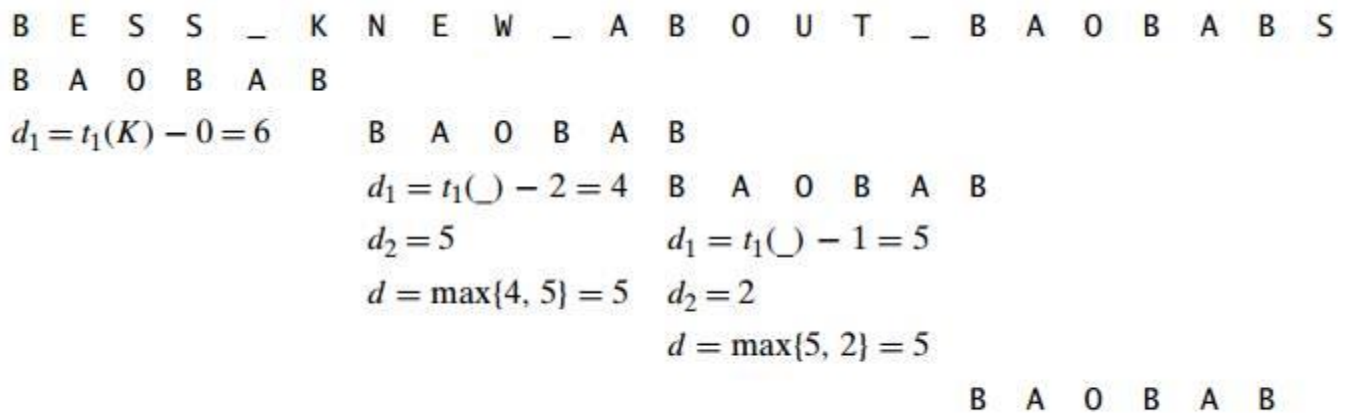 B E S S _ K N E W _ A B O U T _ B A O B A B S
B A O B A B
d₁ = t₁(K) − 0 = 6 B A O B A B
d₁ = t₁(_) − 2 = 4 B A O B A B
d₂ = 5 d₁ = t₁(_) − 1 = 5
d = max{4, 5} = 5 d₂ = 2
d = max{5, 2} = 5
B A O B A B